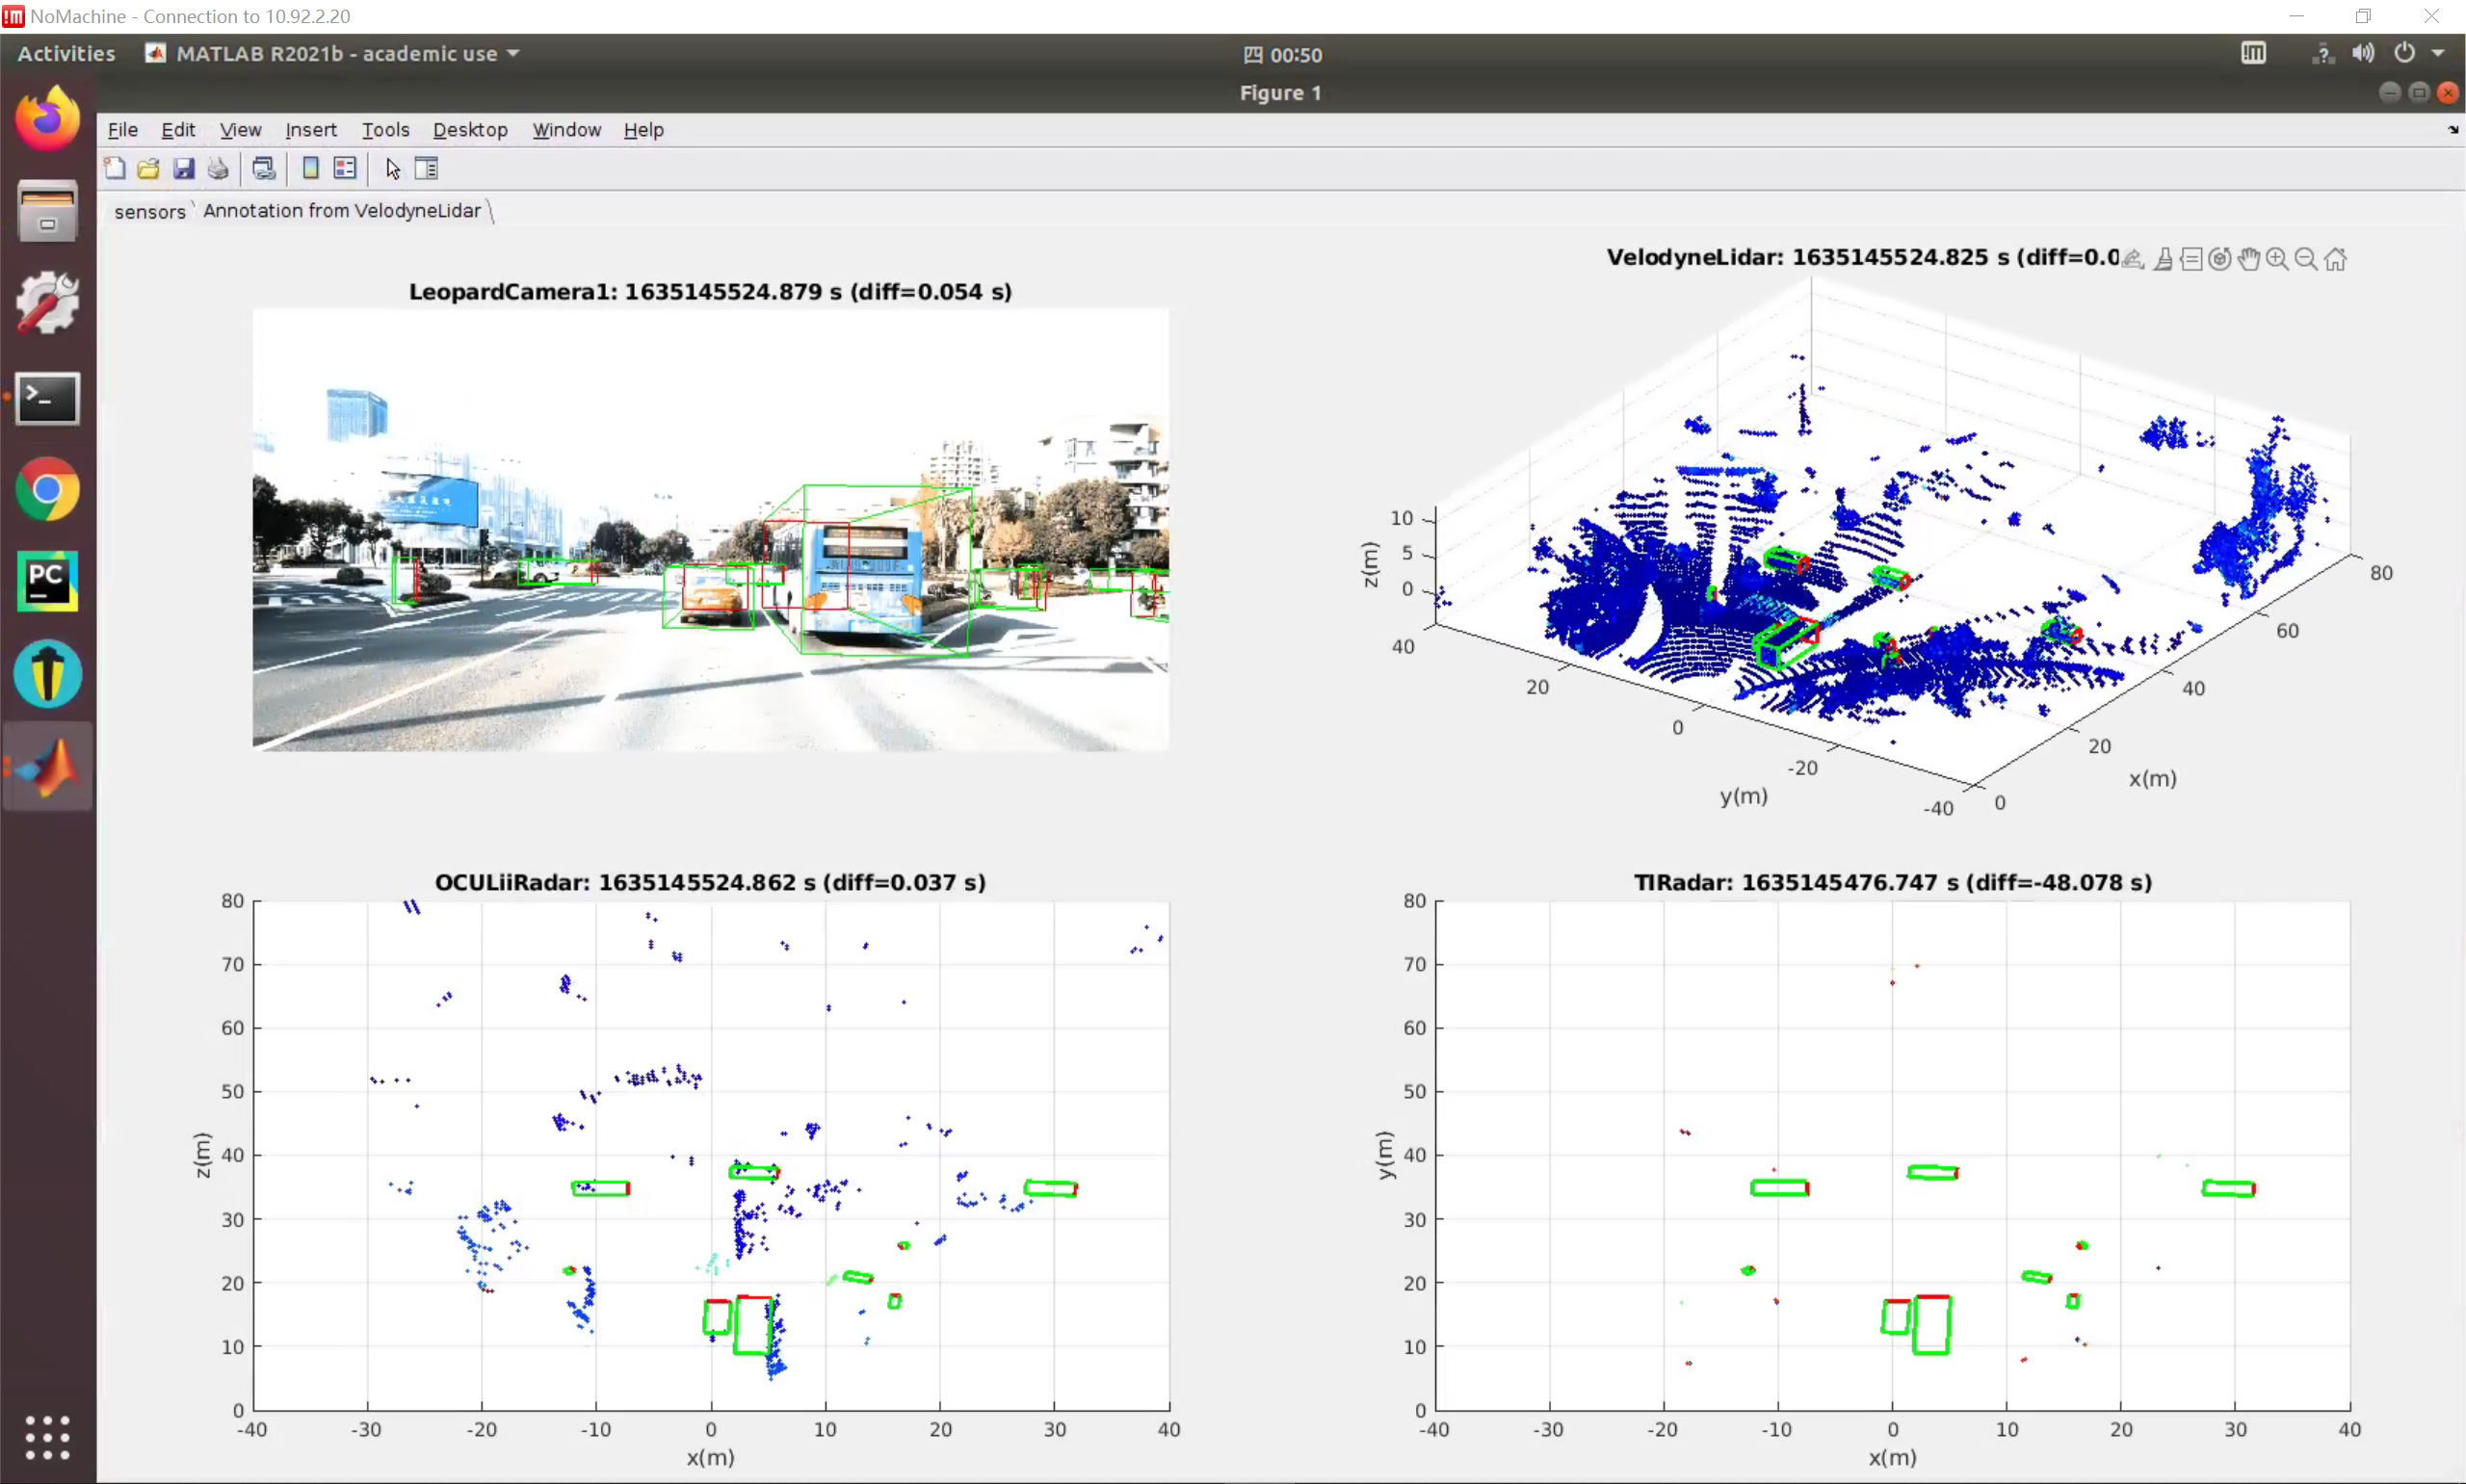 NoMachine - Connection to 10.92.2.20
Activities MATLAB R2021b - academic use 四 00:50
Figure 1
File Edit View Insert Tools Desktop Window Help
sensors Annotation from VelodyneLidar
LeopardCamera1: 1635145524.879 s (diff=0.054 s)
VelodyneLidar: 1635145524.825 s (diff=0.0
10
5
0
z(m)
40
20
0
-20
-40
y(m)
0
20
40
60
80
x(m)
OCULiiRadar: 1635145524.862 s (diff=0.037 s)
80
70
60
50
40
30
20
10
0
z(m)
-40 -30 -20 -10 0 10 20 30 40
x(m)
TIRadar: 1635145476.747 s (diff=-48.078 s)
80
70
60
50
40
30
20
10
0
y(m)
-40 -30 -20 -10 0 10 20 30 40
x(m)
PC